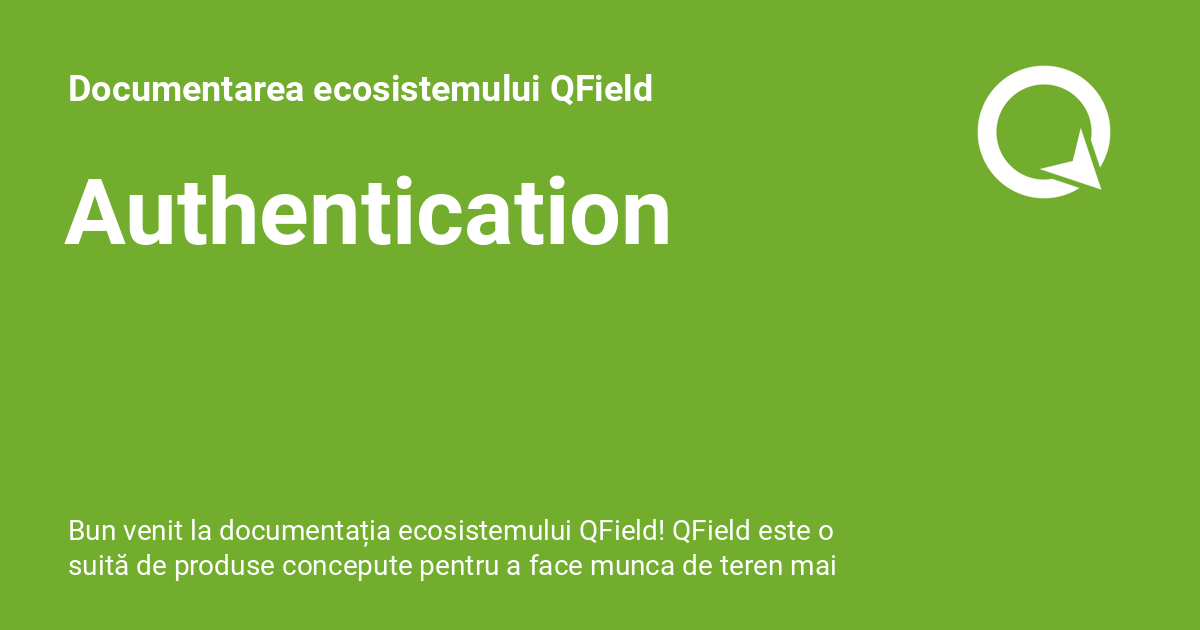 Documentarea ecosistemului QField
Authentication
Bun venit la documentația ecosistemului QField! QField este o
suită de produse concepute pentru a face munca de teren mai